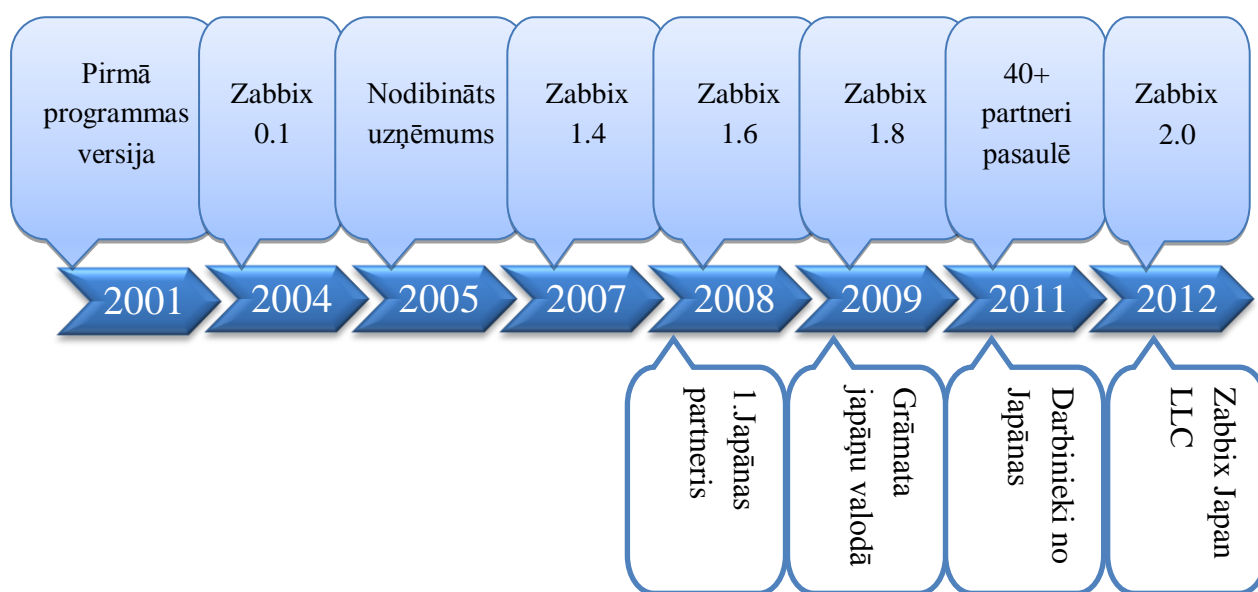 Pirmā
programmas
versija
Zabbix
0.1
Nodibināts
uzņēmums
Zabbix
1.4
Zabbix
1.6
Zabbix
1.8
40+
partneri
pasaulē
Zabbix
2.0
2001
2004
2005
2007
2008
2009
2011
2012
1.Japānas
partneris
Grāmata
japāņu valodā
Darbinieki no
Japānas
Zabbix Japan
LLC